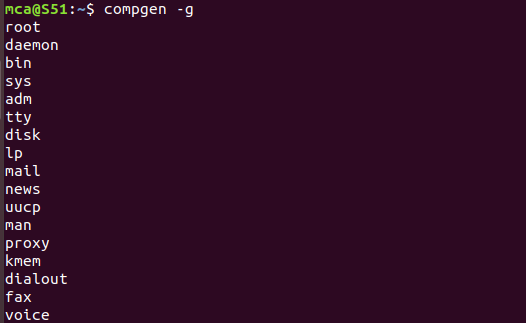 mca@S51:~$ compgen -g
root
daemon
bin
sys
adm
tty
disk
lp
mail
news
uucp
man
proxy
kmem
dialout
fax
voice